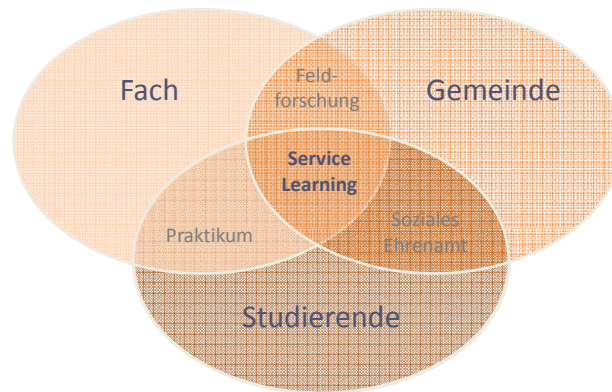 Fach
Feld-
forschung
Gemeinde
Service
Learning
Praktikum
Soziales
Ehrenamt
Studierende